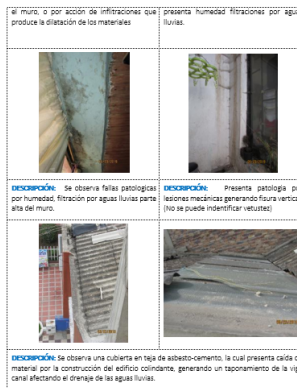 el muro, o por acción de infiltraciones que
produce la dilatación de los materiales
presenta humedad filtraciones por
lluvias.
DESCRIPCIÓN: Se observa fallas patologicas
por humedad, filtración por aguas lluvias parte
alta del muro.
DESCRIPCIÓN: Presenta patología
lesiones mecánicas generando fisura
(No se puede indentificar vetustez)
DESCRIPCIÓN: Se observa una cubierta en teja de asbesto-cemento, la cual presenta caída
material por la construcción del edificio colindante, generando un taponamiento de la
canal afectando el drenaje de las aguas lluvias.